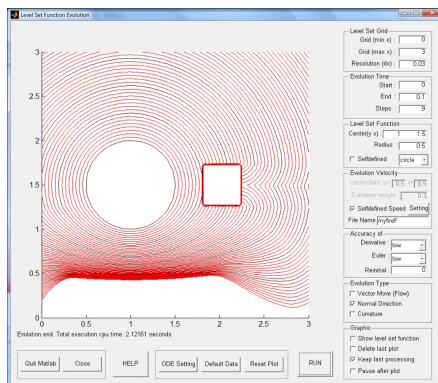 Level Set Function Evolution
3
2.5
2
1.5
1
0.5
0
0 0.5 1 1.5 2 2.5 3
Evolution end. Total execution cpu time :2.12161 seconds
Quit Matlab Close HELP ODE Setting Default Data Reset Plot RUN
Level Set Grid
Grid (min x) : 0
Grid (max x) : 3
Resolution (dx) : 0.03
Evolution Time
Start : 0
End : 0.1
Steps : 9
Level Set Function
Center(y x) : 1 1.5
Radius : 0.5
Selfdefined circle
Evolution Velocity
Vector field 0.5 0.5
Curvature weight : 0.3
Selfdefined Speed Setting
File Name myfireF
Accuracy of
Derivative : low
Euler : low
Reinitial : 0
Evolution Type
Vector Move (Flow)
Normal Direction
Curvature
Graphic
Show level set function
Delete last plot
Keep last processing
Pause after plot